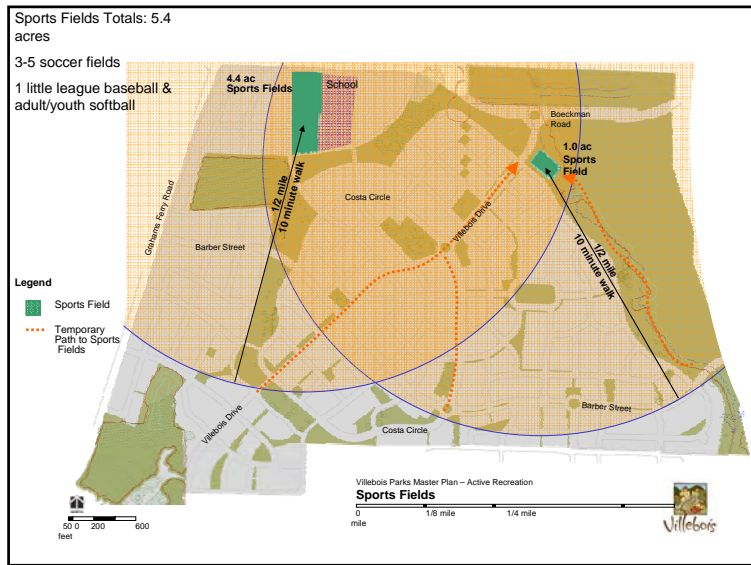 Sports Fields Totals: 5.4
acres
3-5 soccer fields
1 little league baseball &
adult/youth softball
4.4 ac
Sports Fields
School
Boeckman
Road
1.0 ac
Sports
Field
Grahams Ferry Road
1/2 mile
10 minute walk
Costa Circle
Villebois Drive
1/2 mile
10 minute walk
Barber Street
Legend
Sports Field
Temporary
Path to Sports
Fields
Villebois Drive
Costa Circle
Barber Street
Villebois Parks Master Plan – Active Recreation
Sports Fields
0 1/8 mile 1/4 mile
mile
50 0 200 600
feet
Villebois